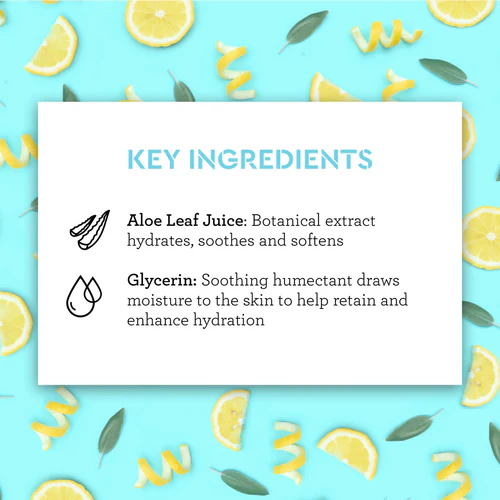 KEY INGREDIENTS
Aloe Leaf Juice: Botanical extract
hydrates, soothes and softens
Glycerin: Soothing humectant draws
moisture to the skin to help retain and
enhance hydration